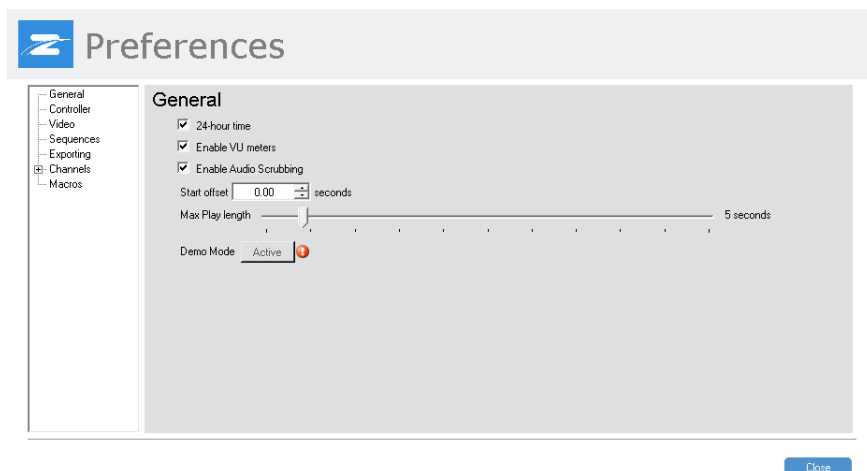 Preferences
General
Controller
Video
Sequences
Exporting
Channels
Macros
General
24-hour time
Enable VU meters
Enable Audio Scrubbing
Start offset 0.00 seconds
Max Play length 5 seconds
Demo Mode Active
Close